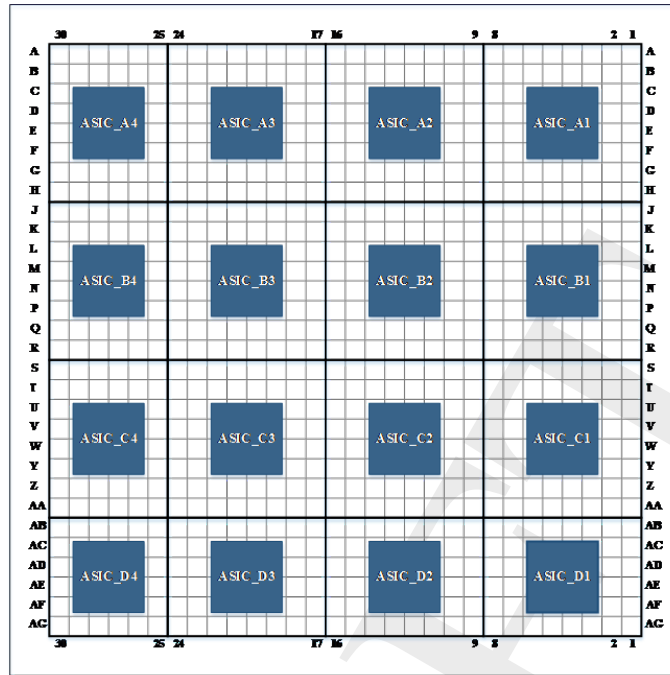 30 25 24 17 16 9 8 2 1
A A
B B
C C
D ASIC_A4 ASIC_A3 ASIC_A2 ASIC_A1 D
E E
F F
G G
H H
J J
K K
L L
M ASIC_B4 ASIC_B3 ASIC_B2 ASIC_B1 M
N N
P P
Q Q
R R
S S
T T
U U
V ASIC_C4 ASIC_C3 ASIC_C2 ASIC_C1 V
W W
Y Y
Z Z
AA AA
AB AB
AC AC
AD ASIC_D4 ASIC_D3 ASIC_D2 ASIC_D1 AD
AE AE
AF AF
AG AG
30 25 24 17 16 9 8 2 1